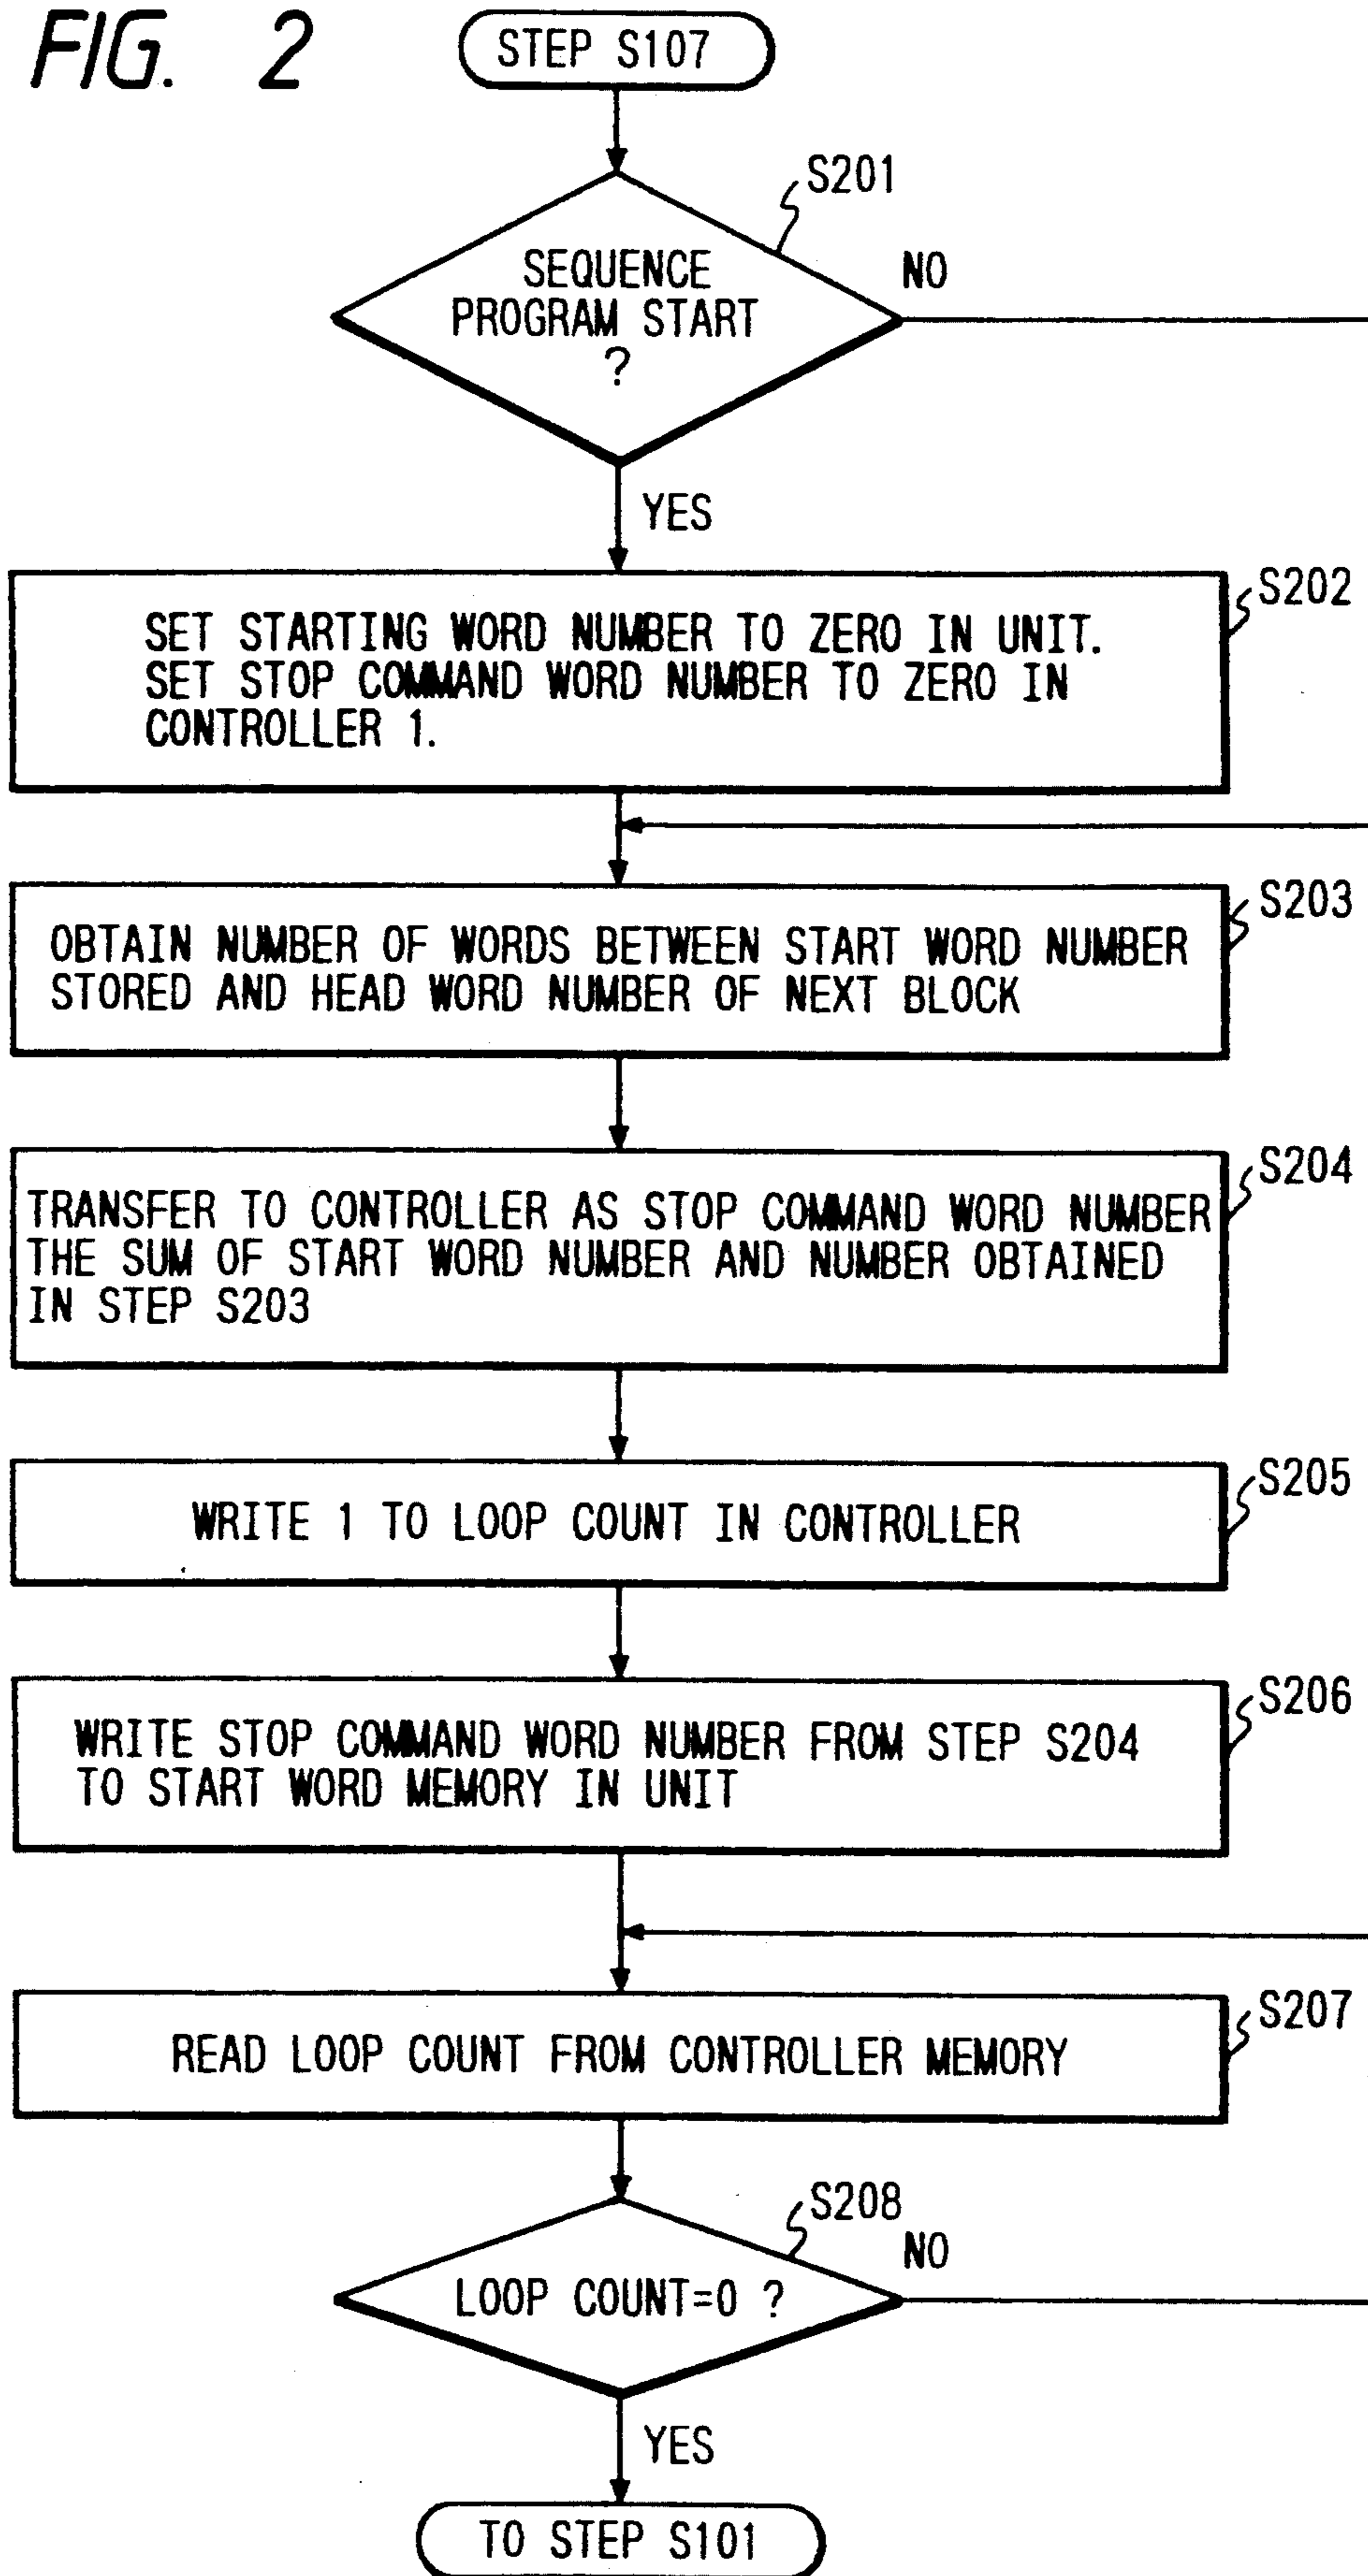 FIG. 2
STEP S107
S201
SEQUENCE
PROGRAM START
?
NO
YES
S202
SET STARTING WORD NUMBER TO ZERO IN UNIT.
SET STOP COMMAND WORD NUMBER TO ZERO IN
CONTROLLER 1.
S203
OBTAIN NUMBER OF WORDS BETWEEN START WORD NUMBER
STORED AND HEAD WORD NUMBER OF NEXT BLOCK
S204
TRANSFER TO CONTROLLER AS STOP COMMAND WORD NUMBER
THE SUM OF START WORD NUMBER AND NUMBER OBTAINED
IN STEP S203
S205
WRITE 1 TO LOOP COUNT IN CONTROLLER
S206
WRITE STOP COMMAND WORD NUMBER FROM STEP S204
TO START WORD MEMORY IN UNIT
S207
READ LOOP COUNT FROM CONTROLLER MEMORY
S208
NO
LOOP COUNT=0 ?
YES
TO STEP S101